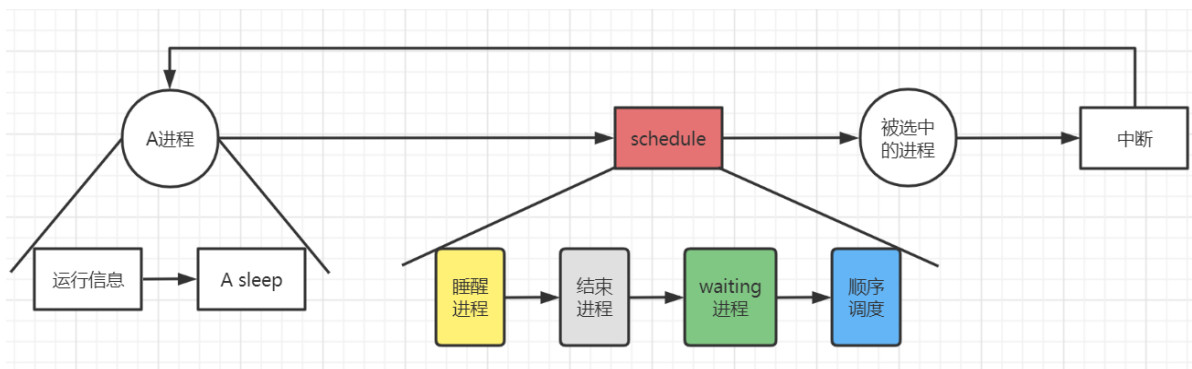 A进程
schedule
被选中
的进程
中断
运行信息
A sleep
睡醒
进程
结束
进程
waiting
进程
顺序
调度